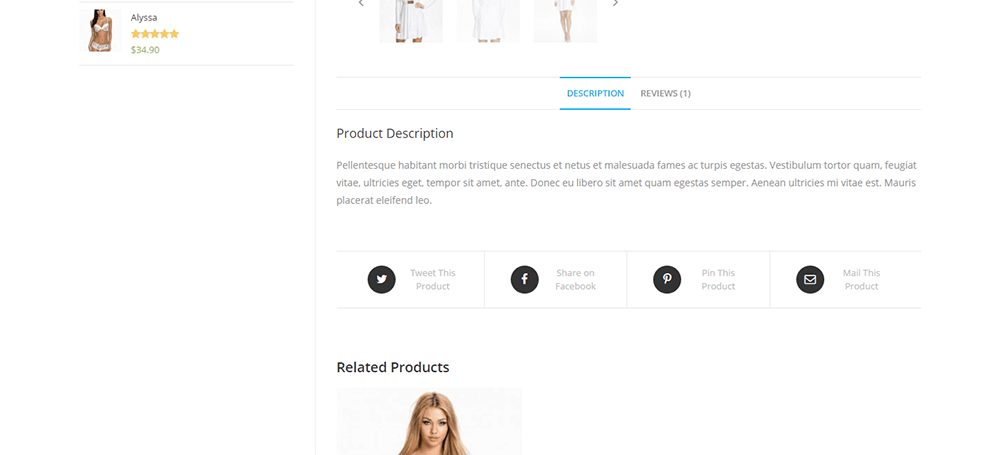 Alyssa
$34.90
DESCRIPTION REVIEWS (1)
Product Description
Pellentesque habitant morbi tristique senectus et netus et malesuada fames ac turpis egestas. Vestibulum tortor quam, feugiat
vitae, ultricies eget, tempor sit amet, ante. Donec eu libero sit amet quam egestas semper. Aenean ultricies mi vitae est. Mauris
placerat eleifend leo.
Tweet This
Product
Share on
Facebook
Pin This
Product
Mail This
Product
Related Products